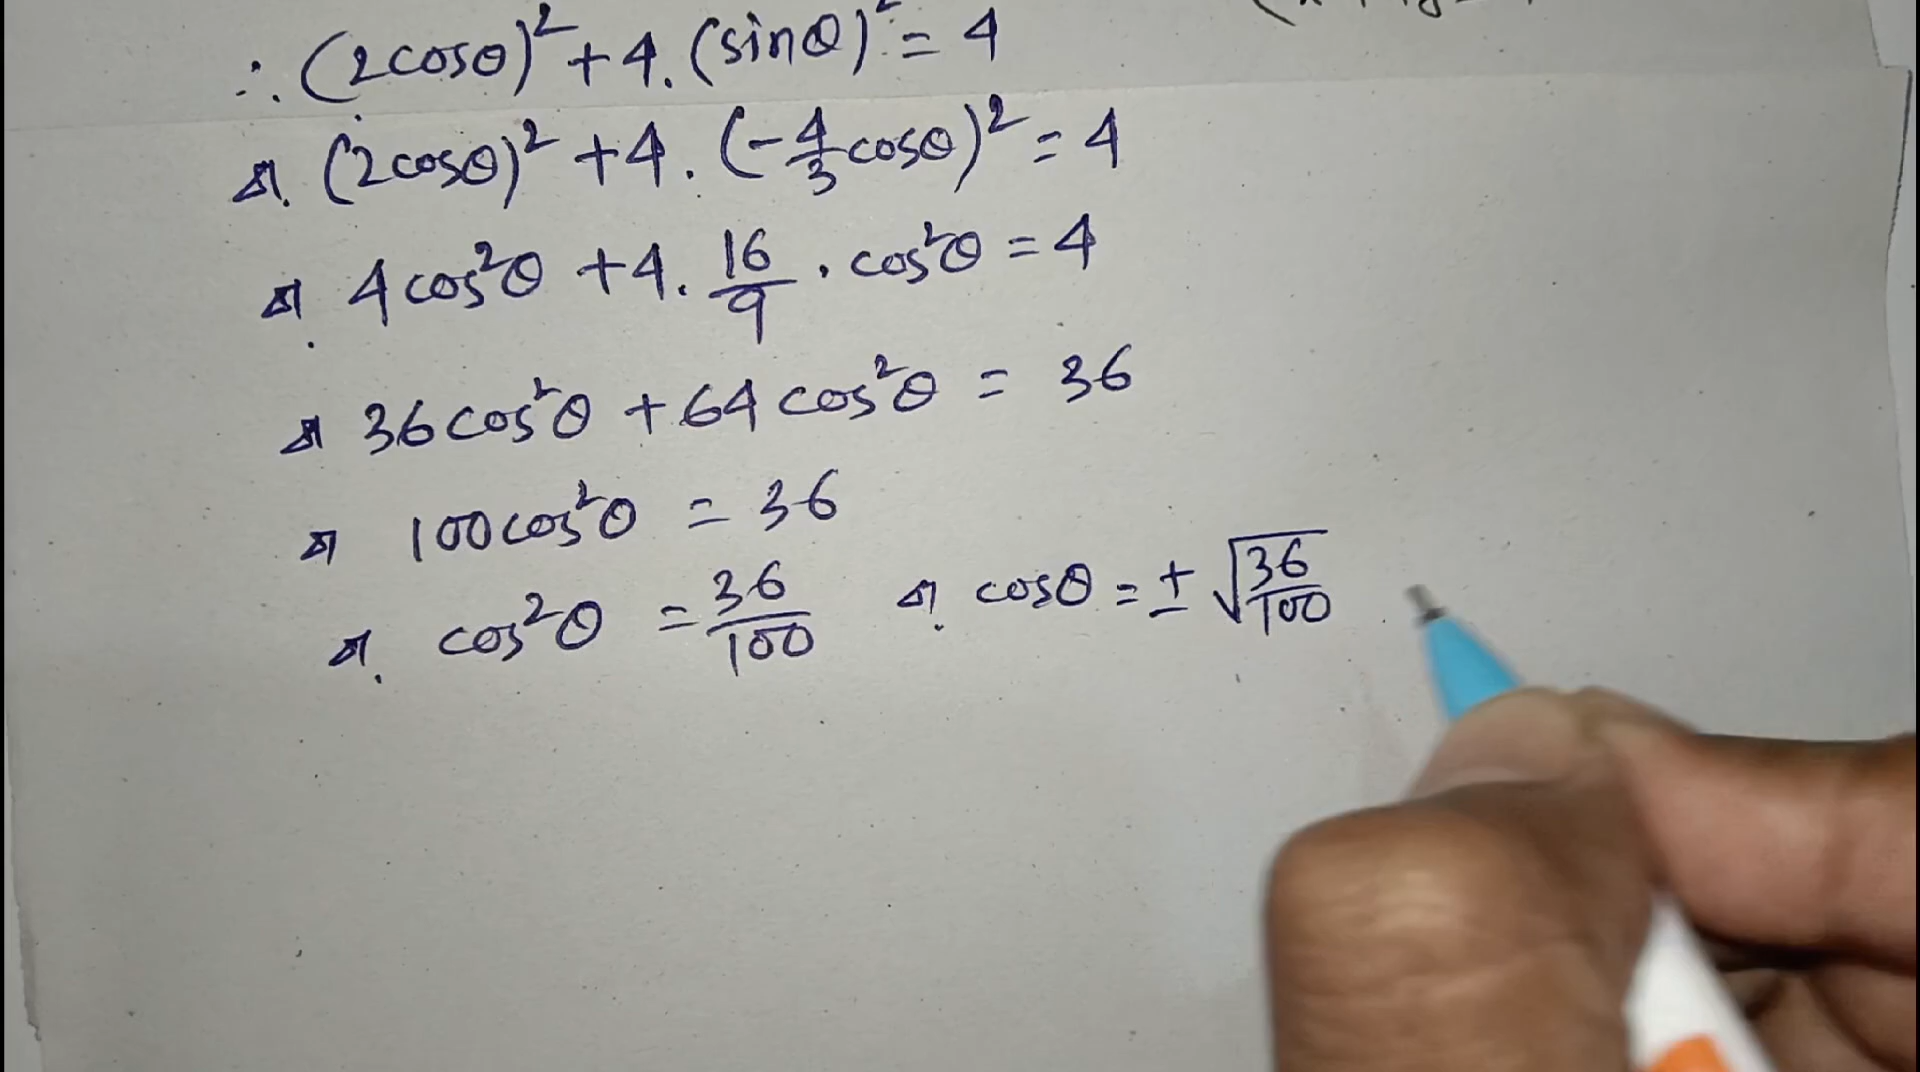 ∴ (2cosθ)² + 4. (sinθ)² = 4
বা, (2cosθ)² + 4. (-4/3 cosθ)² = 4
বা, 4cos²θ + 4. 16/9 . cos²θ = 4
বা 36cos²θ + 64cos²θ = 36
বা 100cos²θ = 36
বা, cos²θ = 36/100 বা, cosθ = ± √36/100